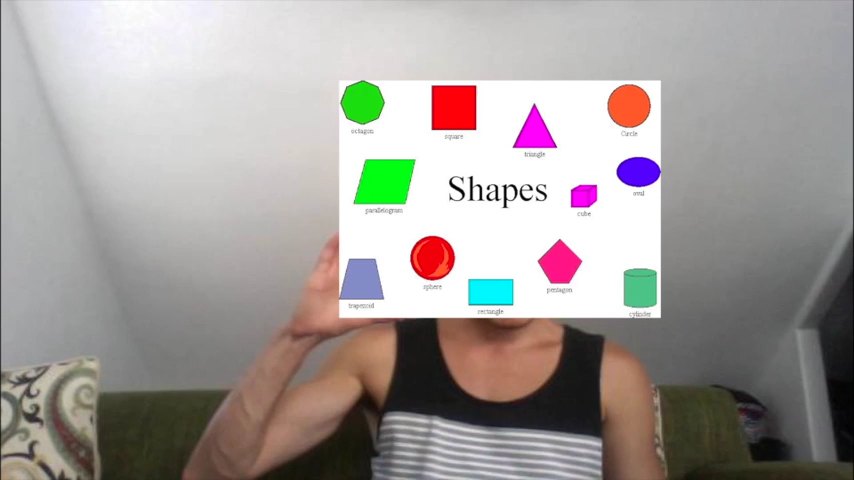 octagon
square
triangle
Circle
parallelogram
Shapes
cube
oval
trapezoid
sphere
rectangle
pentagon
cylinder